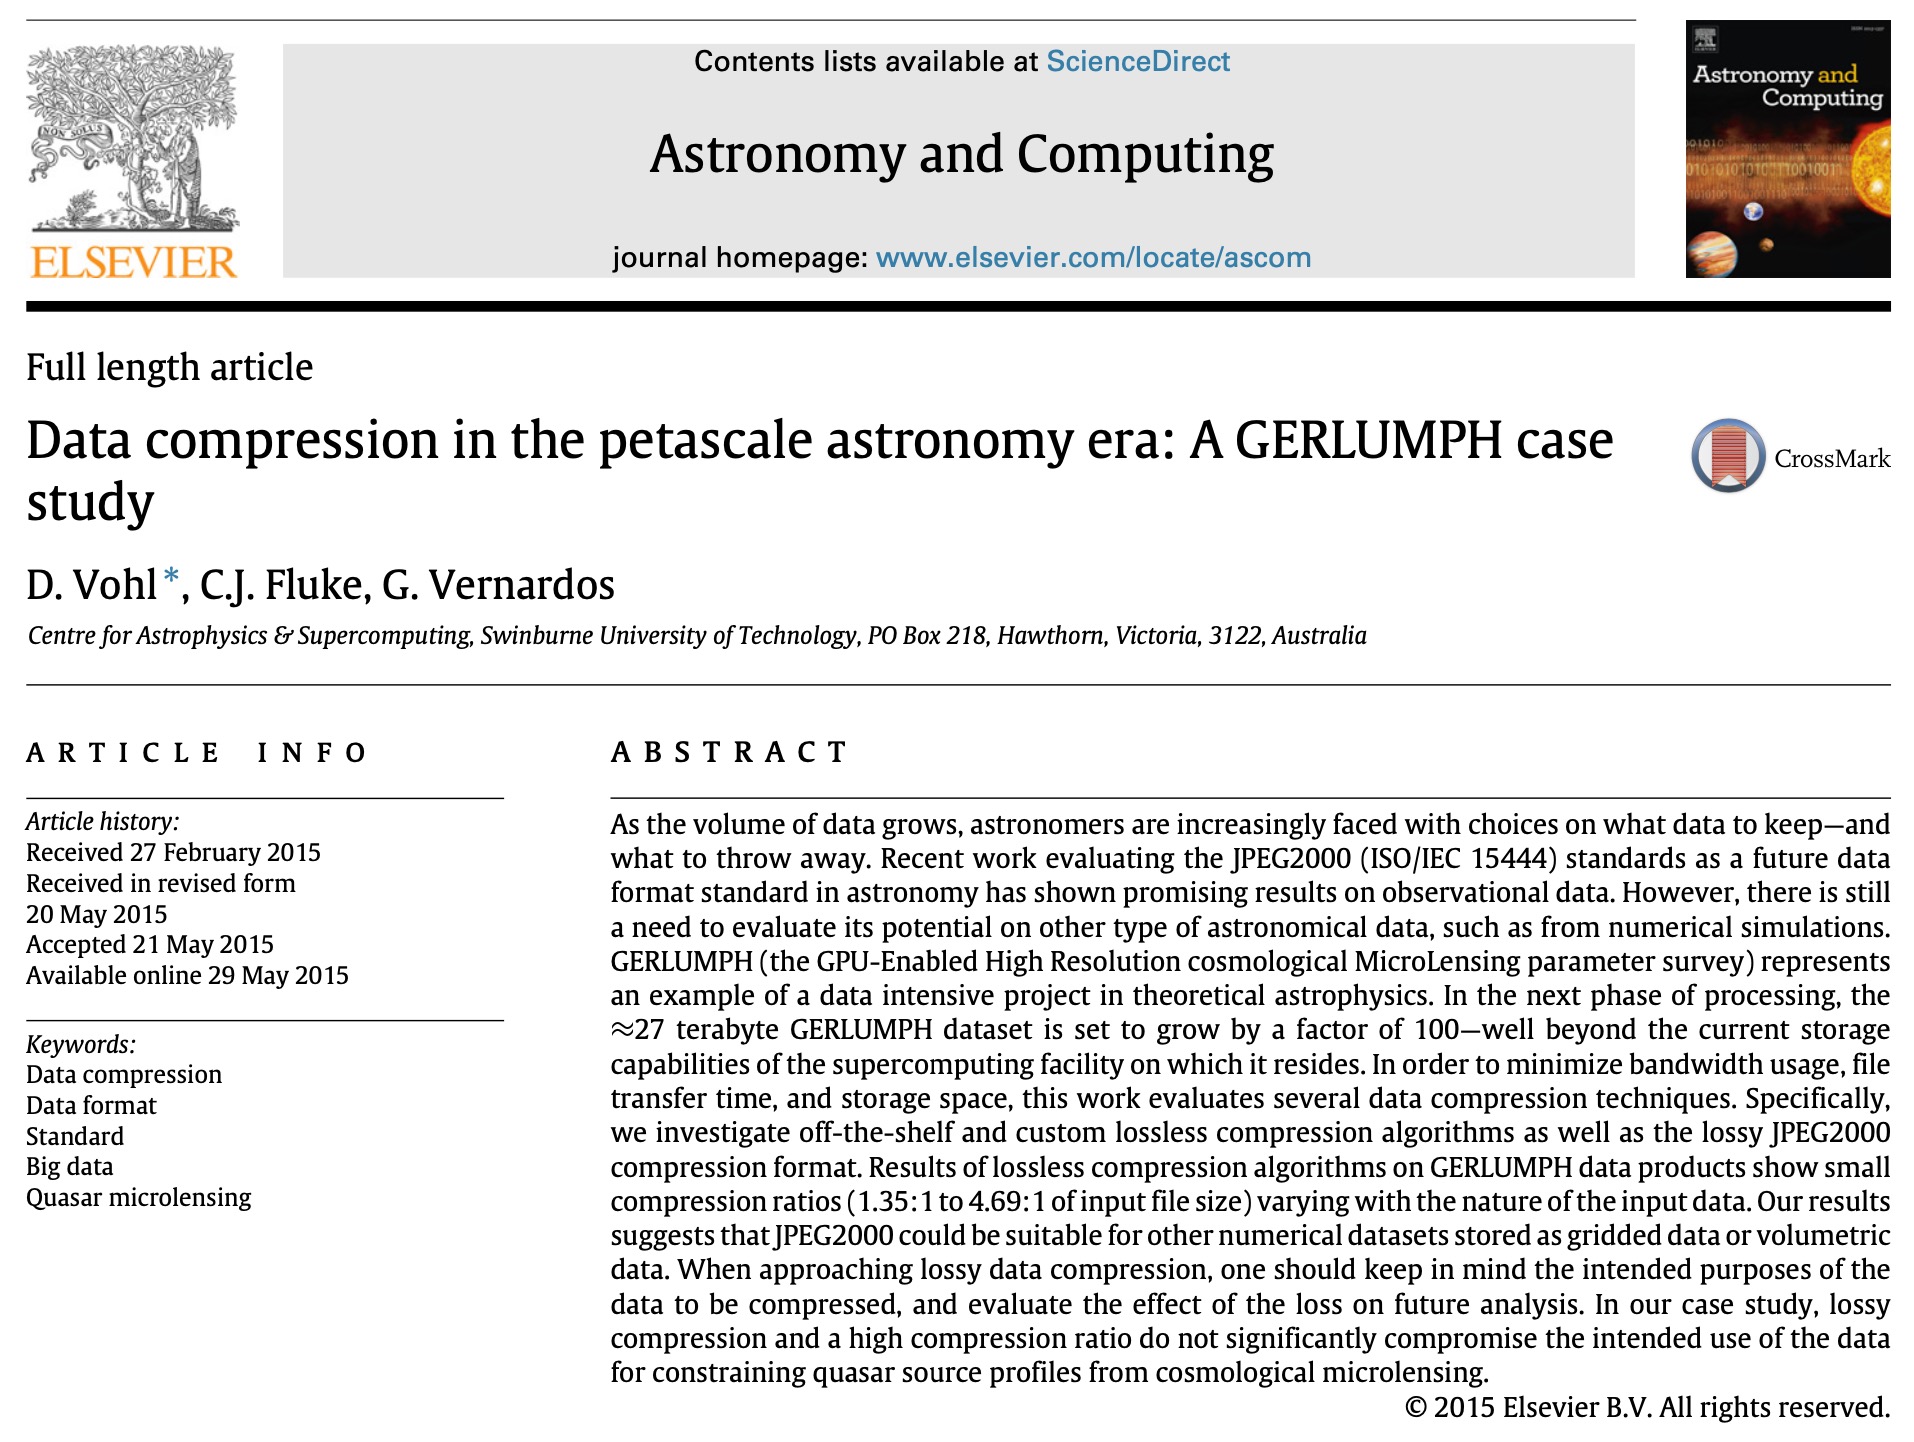 Contents lists available at ScienceDirect
Astronomy and Computing
journal homepage: www.elsevier.com/locate/ascom
NON SOLUS
ELSEVIER
Astronomy and
Computing
Full length article
Data compression in the petascale astronomy era: A GERLUMPH case
study
CrossMark
D. Vohl*, C.J. Fluke, G. Vernardos
Centre for Astrophysics & Supercomputing, Swinburne University of Technology, PO Box 218, Hawthorn, Victoria, 3122, Australia
ARTICLE INFO
Article history:
Received 27 February 2015
Received in revised form
20 May 2015
Accepted 21 May 2015
Available online 29 May 2015
Keywords:
Data compression
Data format
Standard
Big data
Quasar microlensing
ABSTRACT
As the volume of data grows, astronomers are increasingly faced with choices on what data to keep—and
what to throw away. Recent work evaluating the JPEG2000 (ISO/IEC 15444) standards as a future data
format standard in astronomy has shown promising results on observational data. However, there is still
a need to evaluate its potential on other type of astronomical data, such as from numerical simulations.
GERLUMPH (the GPU-Enabled High Resolution cosmological MicroLensing parameter survey) represents
an example of a data intensive project in theoretical astrophysics. In the next phase of processing, the
≈27 terabyte GERLUMPH dataset is set to grow by a factor of 100—well beyond the current storage
capabilities of the supercomputing facility on which it resides. In order to minimize bandwidth usage, file
transfer time, and storage space, this work evaluates several data compression techniques. Specifically,
we investigate off-the-shelf and custom lossless compression algorithms as well as the lossy JPEG2000
compression format. Results of lossless compression algorithms on GERLUMPH data products show small
compression ratios (1.35:1 to 4.69:1 of input file size) varying with the nature of the input data. Our results
suggests that JPEG2000 could be suitable for other numerical datasets stored as gridded data or volumetric
data. When approaching lossy data compression, one should keep in mind the intended purposes of the
data to be compressed, and evaluate the effect of the loss on future analysis. In our case study, lossy
compression and a high compression ratio do not significantly compromise the intended use of the data
for constraining quasar source profiles from cosmological microlensing.
© 2015 Elsevier B.V. All rights reserved.